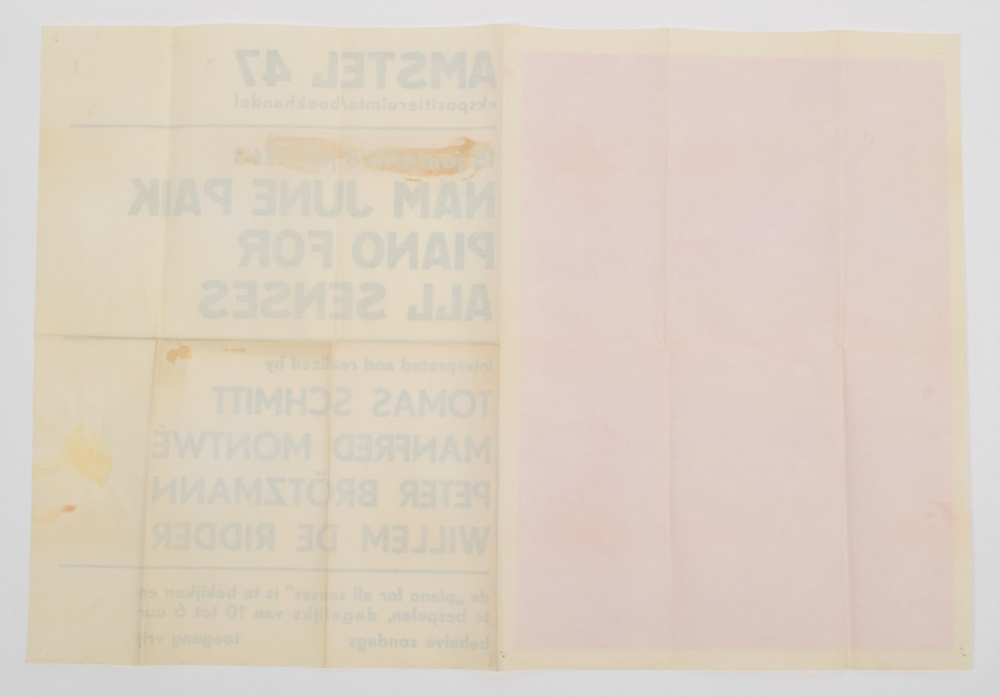 AMSTEL 47
ekspositieruimte/boekhandel
NAM JUNE PAIK
PIANO FOR
ALL SENSES
interpreted and realized by
TOMAS SCHMITT
MANFRED MONTWÉ
PETER BRÖTZMANN
WILLEM DE RIDDER
de „piano for all senses" is te bekijken en
te bespelen, dagelijks van 10 tot 6 uur
behalve zondags toegang vrij